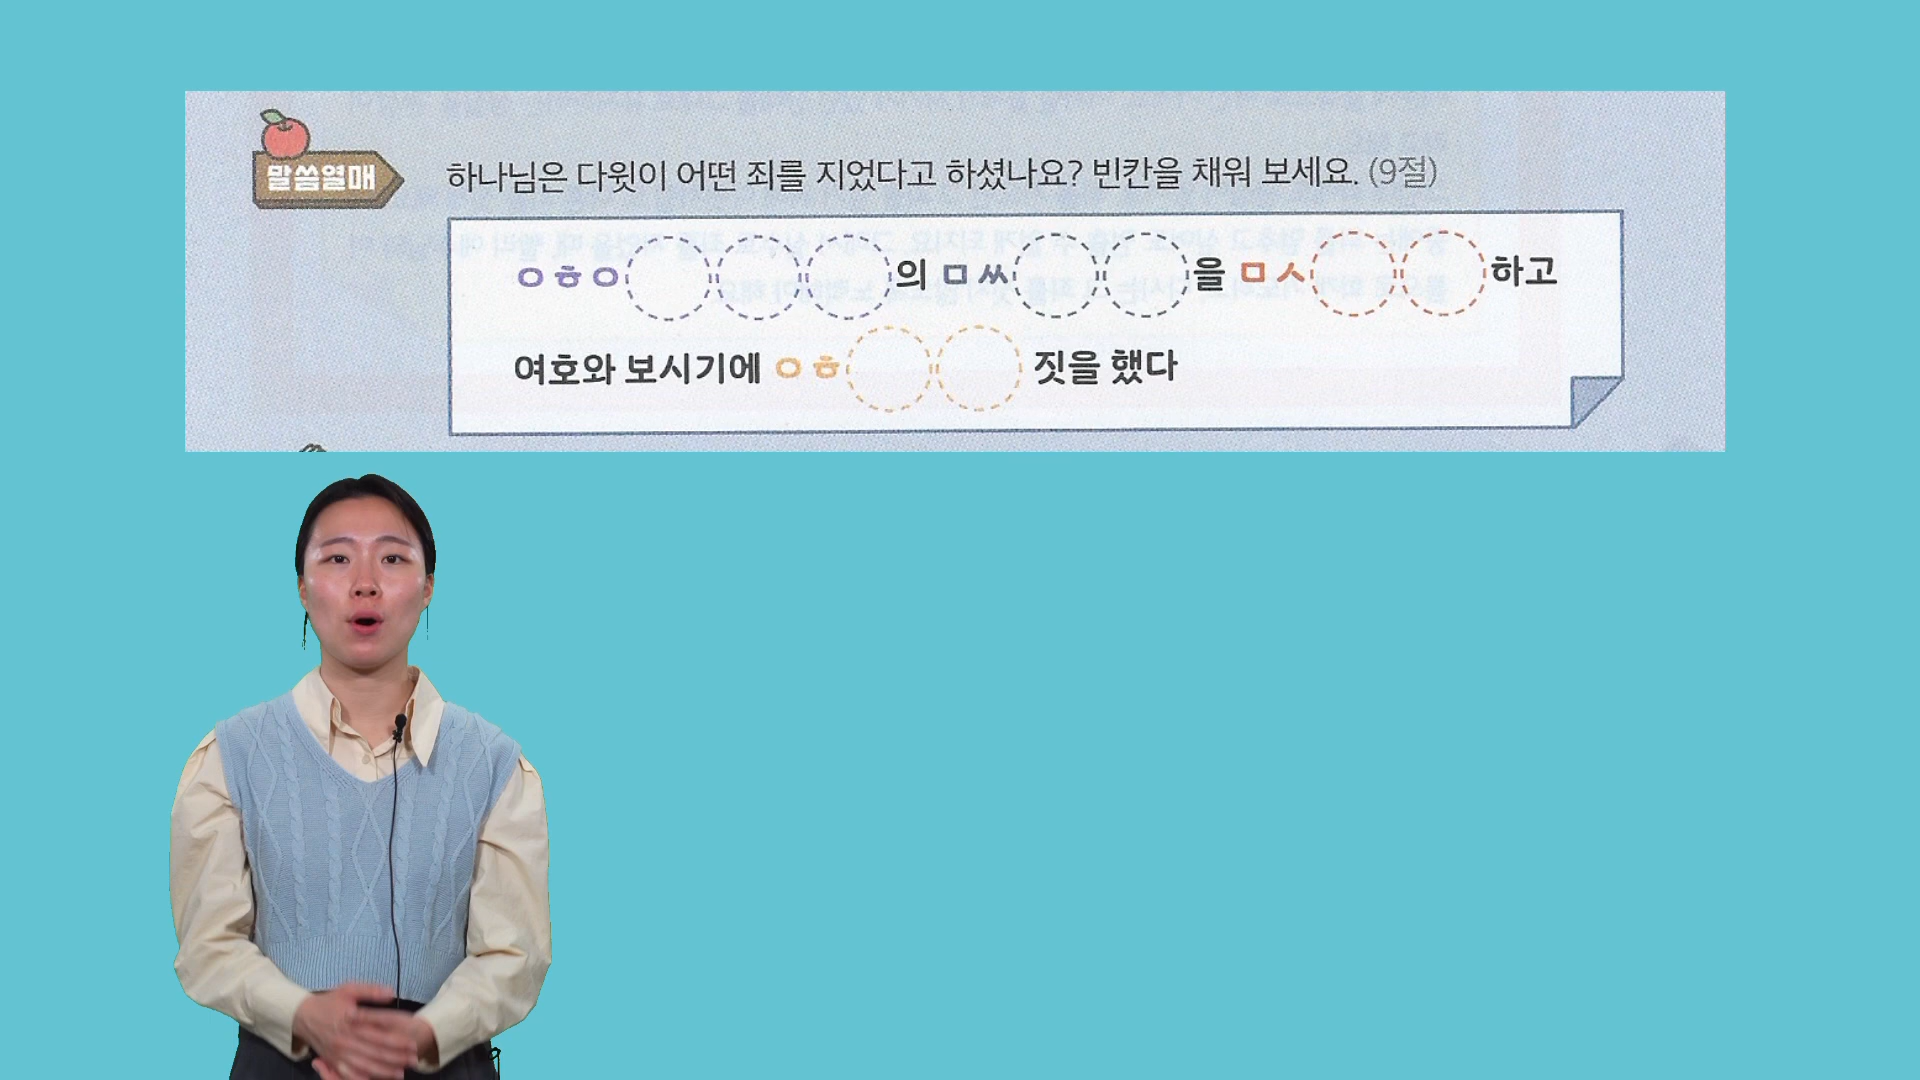 말씀열매
하나님은 다윗이 어떤 죄를 지었다고 하셨나요? 빈칸을 채워 보세요. (9절)
ㅇㅎㅇ의 ㅁㅆ을 ㅁㅅ하고
여호와 보시기에 ㅇㅎ 짓을 했다